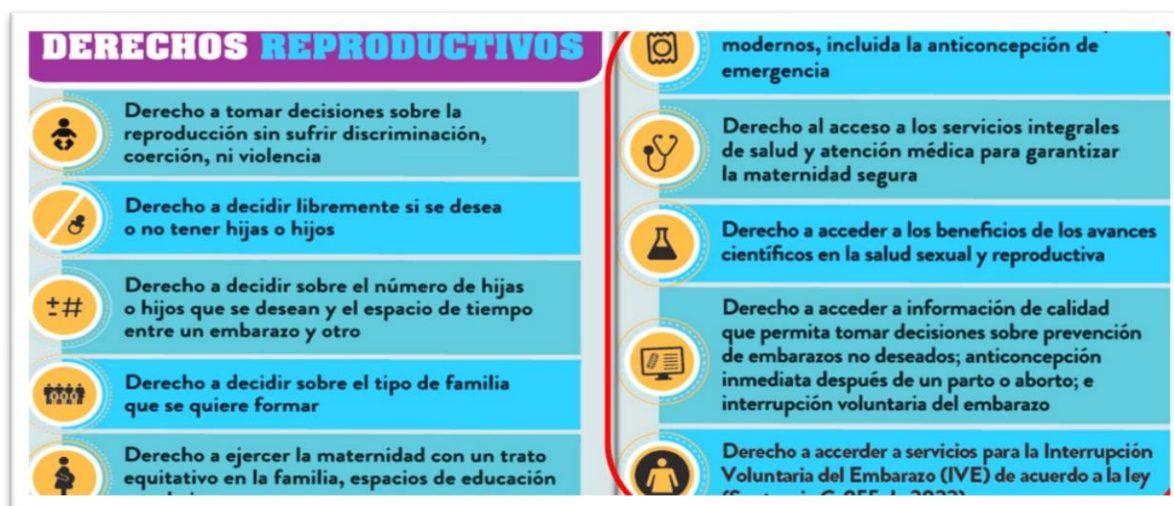 DERECHOS REPRODUCTIVOS
Derecho a tomar decisiones sobre la
reproducción sin sufrir discriminación,
coerción, ni violencia
Derecho a decidir libremente si se desea
o no tener hijas o hijos
±#
Derecho a decidir sobre el número de hijas
o hijos que se desean y el espacio de tiempo
entre un embarazo y otro
Derecho a decidir sobre el tipo de familia
que se quiere formar
Derecho a ejercer la maternidad con un trato
equitativo en la familia, espacios de educación
modernos, incluida la anticoncepción de
emergencia
Derecho al acceso a los servicios integrales
de salud y atención médica para garantizar
la maternidad segura
Derecho a acceder a los beneficios de los avances
científicos en la salud sexual y reproductiva
Derecho a acceder a información de calidad
que permita tomar decisiones sobre prevención
de embarazos no deseados; anticoncepción
inmediata después de un parto o aborto; e
interrupción voluntaria del embarazo
Derecho a accerder a servicios para la Interrupción
Voluntaria del Embarazo (IVE) de acuerdo a la ley